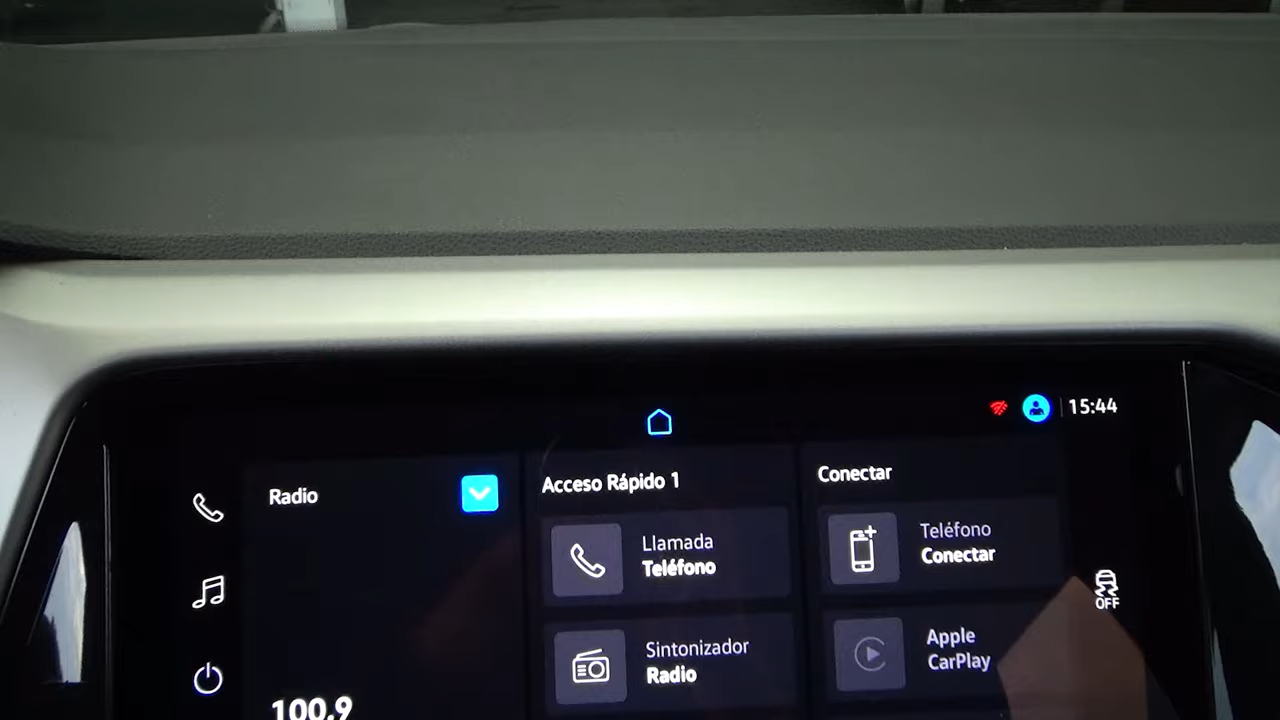 15:44
Radio
Acceso Rápido 1
Conectar
Llamada
Teléfono
Teléfono
Conectar
OFF
Sintonizador
Radio
Apple
CarPlay
100.9